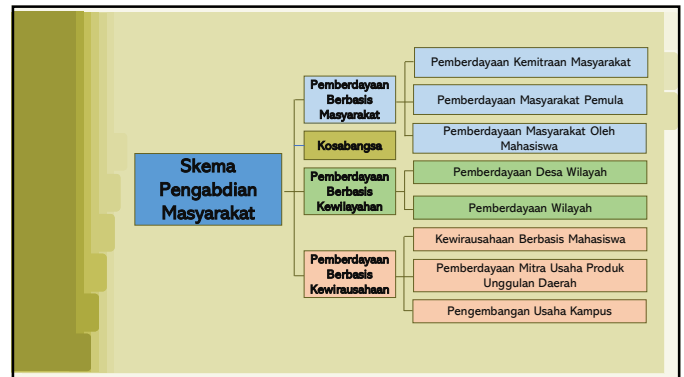 Skema
Pengabdian
Masyarakat
Pemberdayaan
Berbasis
Masyarakat
Pemberdayaan Kemitraan Masyarakat
Pemberdayaan Masyarakat Pemula
Pemberdayaan Masyarakat Oleh
Mahasiswa
Kosabangsa
Pemberdayaan
Berbasis
Kewilayahan
Pemberdayaan Desa Wilayah
Pemberdayaan Wilayah
Pemberdayaan
Berbasis
Kewirausahaan
Kewirausahaan Berbasis Mahasiswa
Pemberdayaan Mitra Usaha Produk
Unggulan Daerah
Pengembangan Usaha Kampus